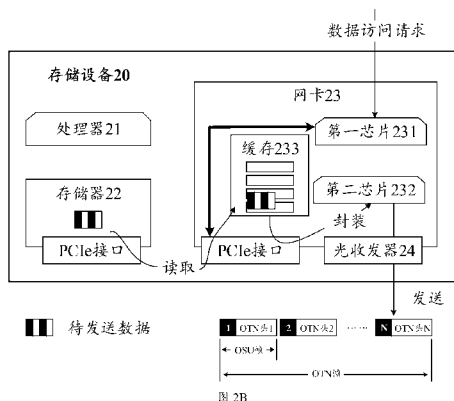 数据访问请求
存储设备20
网卡23
处理器21
第一芯片231
缓存233
第二芯片232
存储器22
封装
PCIe接口
读取
PCIe接口
光收发器24
发送
待发送数据
1 OTN头1 2 OTN头2 …… N OTN头N
OSU帧
OTN帧
图 2B